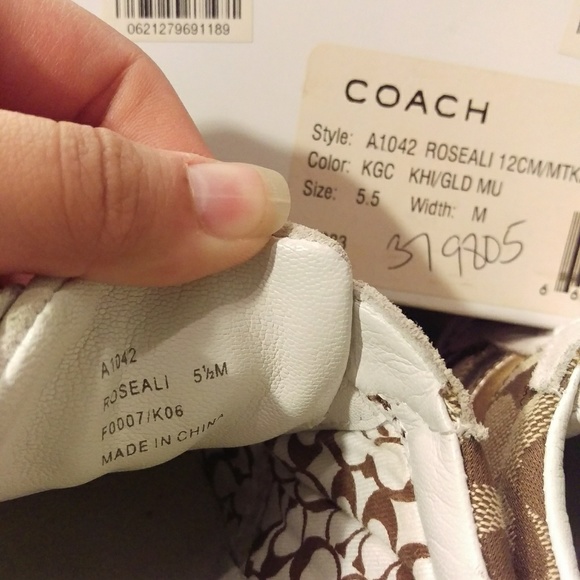 0621279691189
COACH
Style: A1042 ROSEALI 12CM/MTK
Color: KGC KHI/GLD MU
Size: 5.5 Width: M
319805
A1042
ROSEALI 5½M
F0007/K06
MADE IN CHINA